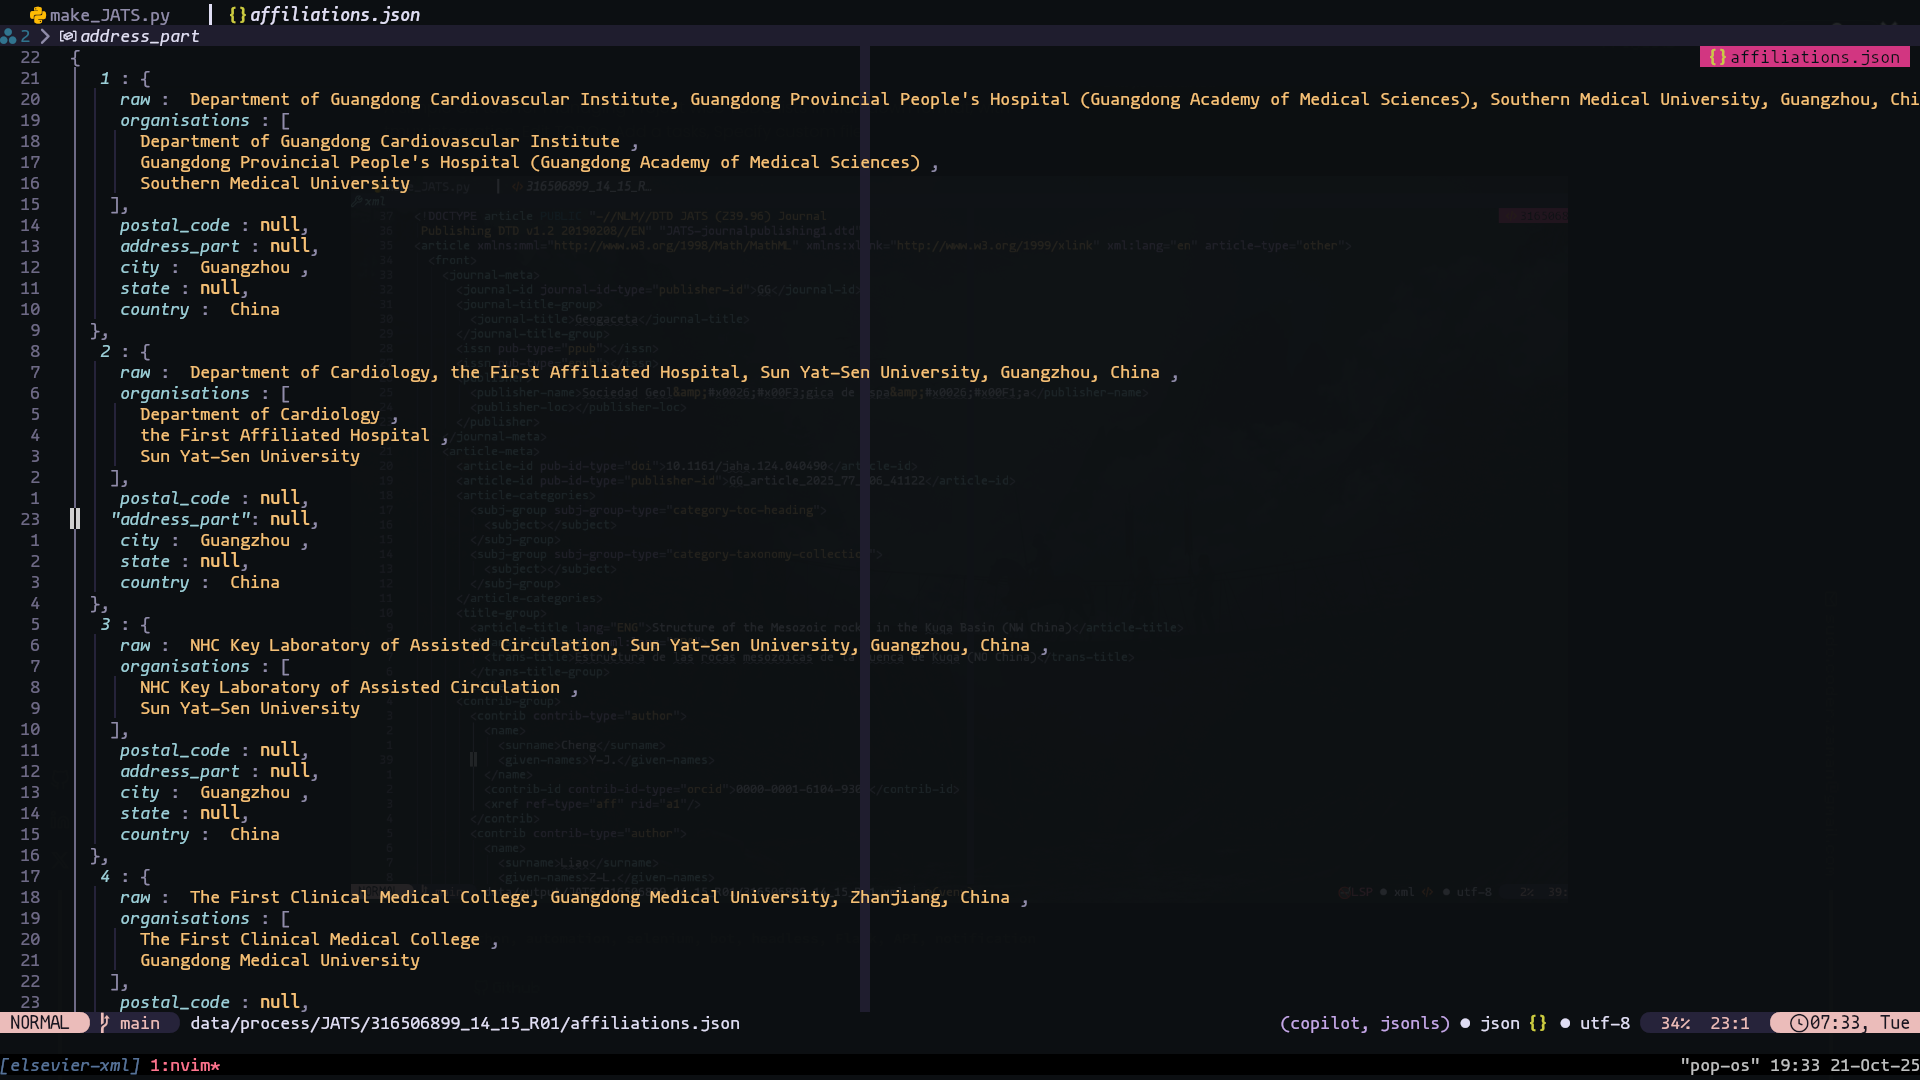 make_JATS.py | {} affiliations.json
2 > address_part
22 {
{} affiliations.json
21 1 : {
20 raw : Department of Guangdong Cardiovascular Institute, Guangdong Provincial People's Hospital (Guangdong Academy of Medical Sciences), Southern Medical University, Guangzhou, Chi
19 organisations : [
18 Department of Guangdong Cardiovascular Institute ,
17 Guangdong Provincial People's Hospital (Guangdong Academy of Medical Sciences) ,
16 Southern Medical University
15 ],
14 postal_code : null,
13 address_part : null,
12 city : Guangzhou ,
11 state : null,
10 country : China
9 },
8 2 : {
7 raw : Department of Cardiology, the First Affiliated Hospital, Sun Yat-Sen University, Guangzhou, China ,
6 organisations : [
5 Department of Cardiology ,
4 the First Affiliated Hospital ,
3 Sun Yat-Sen University
2 ],
1 postal_code : null,
23 "address_part": null,
1 city : Guangzhou ,
2 state : null,
3 country : China
4 },
5 3 : {
6 raw : NHC Key Laboratory of Assisted Circulation, Sun Yat-Sen University, Guangzhou, China ,
7 organisations : [
8 NHC Key Laboratory of Assisted Circulation ,
9 Sun Yat-Sen University
10 ],
11 postal_code : null,
12 address_part : null,
13 city : Guangzhou ,
14 state : null,
15 country : China
16 },
17 4 : {
18 raw : The First Clinical Medical College, Guangdong Medical University, Zhanjiang, China ,
19 organisations : [
20 The First Clinical Medical College ,
21 Guangdong Medical University
22 ],
23 postal_code : null,
NORMAL main data/process/JATS/316506899_14_15_R01/affiliations.json (copilot, jsonls) ● json {} ● utf-8 34% 23:1 07:33, Tue
[elsevier-xml] 1:nvim* "pop-os" 19:33 21-Oct-25